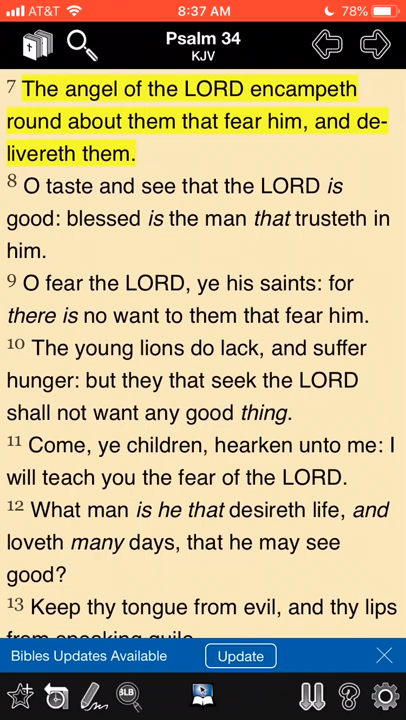 AT&T 8:37 AM 78%
Psalm 34
KJV
7 The angel of the LORD encampeth
round about them that fear him, and de-
livereth them.
8 O taste and see that the LORD is
good: blessed is the man that trusteth in
him.
9 O fear the LORD, ye his saints: for
there is no want to them that fear him.
10 The young lions do lack, and suffer
hunger: but they that seek the LORD
shall not want any good thing.
11 Come, ye children, hearken unto me: I
will teach you the fear of the LORD.
12 What man is he that desireth life, and
loveth many days, that he may see
good?
13 Keep thy tongue from evil, and thy lips
from speaking guile
Bibles Updates Available Update
BLB